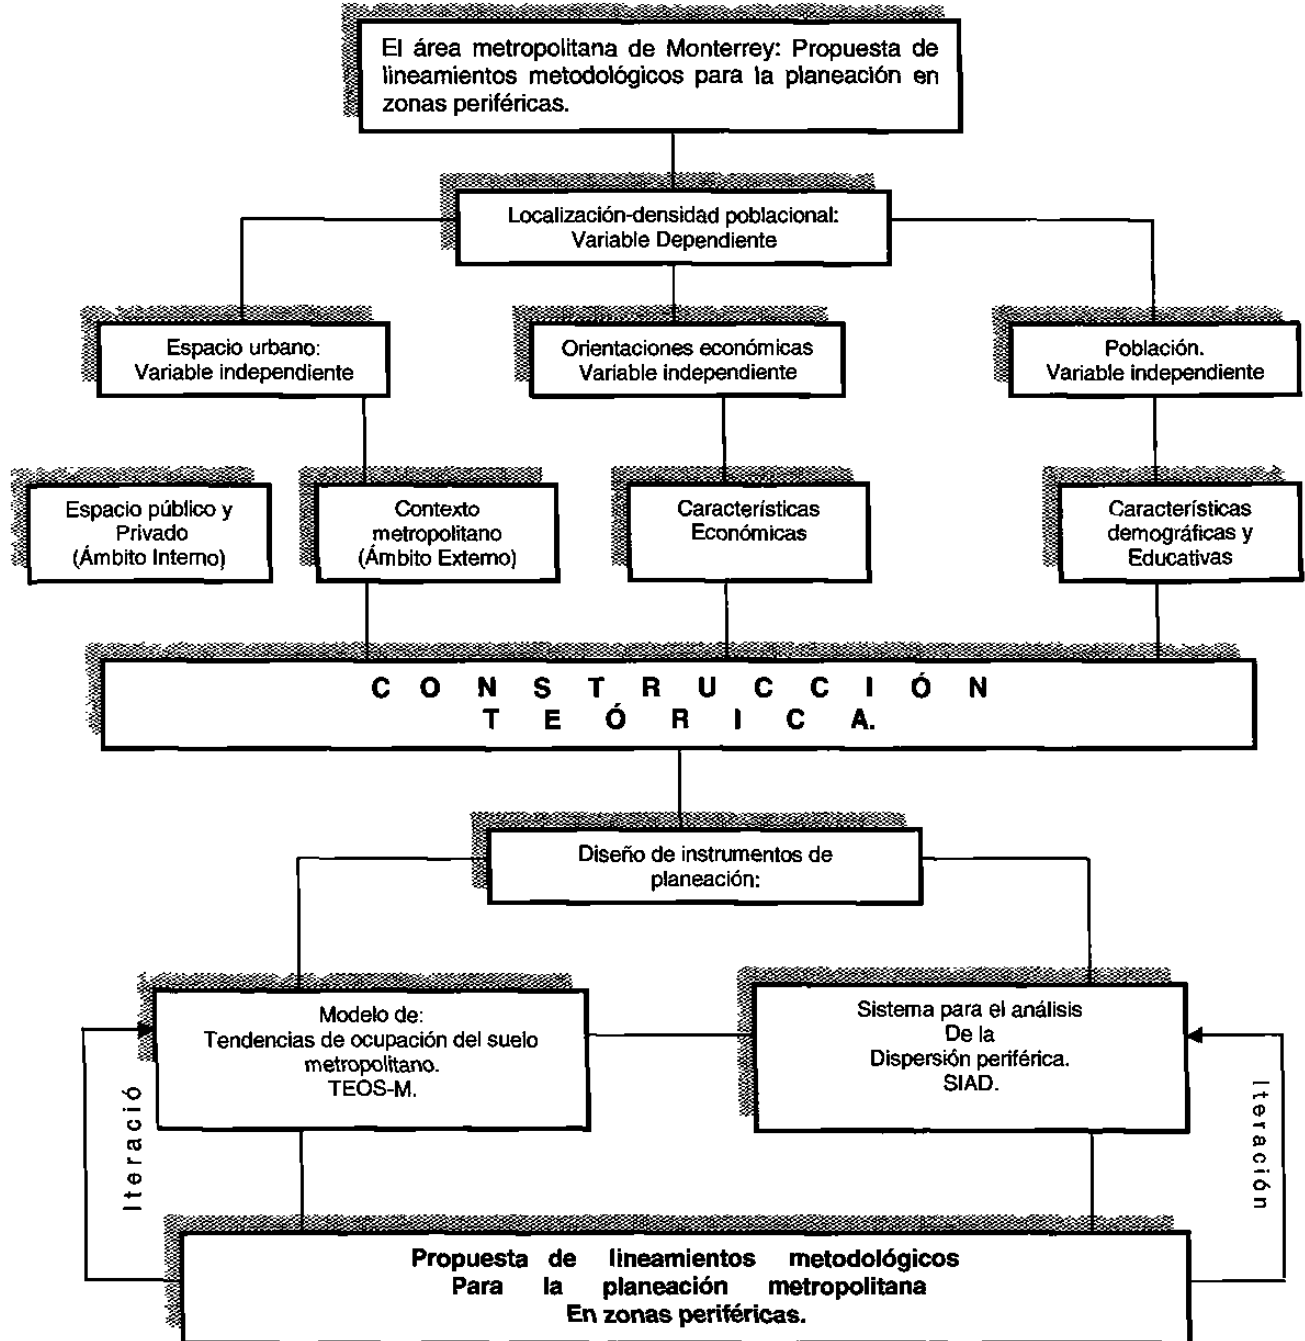 El área metropolitana de Monterrey: Propuesta de
lineamientos metodológicos para la planeación en
zonas periféricas.
Localización-densidad poblacional:
Variable Dependiente
Espacio urbano:
Variable independiente
Orientaciones económicas
Variable independiente
Población.
Variable independiente
Espacio público y
Privado
(Ámbito Interno)
Contexto
metropolitano
(Ámbito Externo)
Características
Económicas
Características
demográficas y
Educativas
C O N S T R U C C I Ó N
T E Ó R I C A.
Diseño de instrumentos de
planeación:
Modelo de:
Tendencias de ocupación del suelo
metropolitano.
TEOS-M.
Sistema para el análisis
De la
Dispersión periférica.
SIAD.
Iteració
Iteración
Propuesta de lineamientos metodológicos
Para la planeación metropolitana
En zonas periféricas.